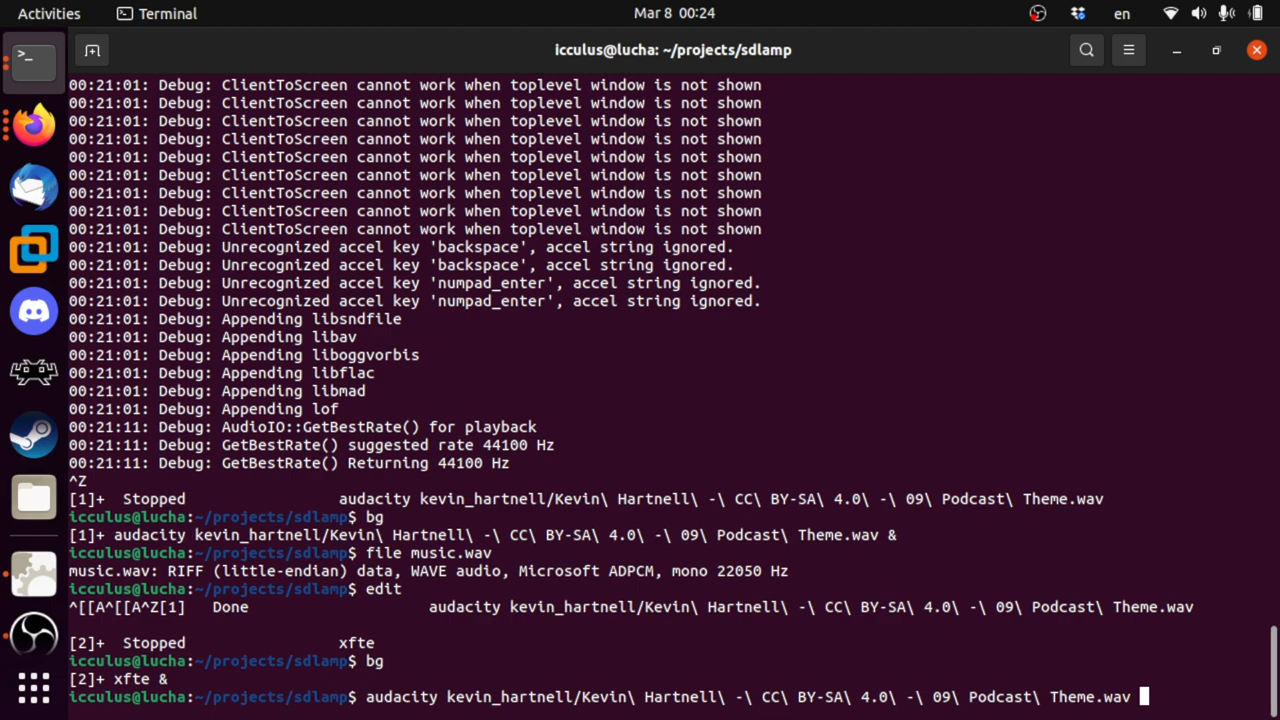 Activities
Terminal
Mar 8 00:24
en
icculus@lucha: ~/projects/sdlamp
00:21:01: Debug: ClientToScreen cannot work when toplevel window is not shown
00:21:01: Debug: ClientToScreen cannot work when toplevel window is not shown
00:21:01: Debug: ClientToScreen cannot work when toplevel window is not shown
00:21:01: Debug: ClientToScreen cannot work when toplevel window is not shown
00:21:01: Debug: ClientToScreen cannot work when toplevel window is not shown
00:21:01: Debug: ClientToScreen cannot work when toplevel window is not shown
00:21:01: Debug: ClientToScreen cannot work when toplevel window is not shown
00:21:01: Debug: ClientToScreen cannot work when toplevel window is not shown
00:21:01: Debug: ClientToScreen cannot work when toplevel window is not shown
00:21:01: Debug: Unrecognized accel key 'backspace', accel string ignored.
00:21:01: Debug: Unrecognized accel key 'backspace', accel string ignored.
00:21:01: Debug: Unrecognized accel key 'numpad_enter', accel string ignored.
00:21:01: Debug: Unrecognized accel key 'numpad_enter', accel string ignored.
00:21:01: Debug: Appending libsndfile
00:21:01: Debug: Appending libav
00:21:01: Debug: Appending liboggvorbis
00:21:01: Debug: Appending libflac
00:21:01: Debug: Appending libmad
00:21:01: Debug: Appending lof
00:21:11: Debug: AudioIO::GetBestRate() for playback
00:21:11: Debug: GetBestRate() suggested rate 44100 Hz
00:21:11: Debug: GetBestRate() Returning 44100 Hz
^Z
[1]+  Stopped                 audacity kevin_hartnell/Kevin\ Hartnell\ -\ CC\ BY-SA\ 4.0\ -\ 09\ Podcast\ Theme.wav
icculus@lucha:~/projects/sdlamp$ bg
[1]+ audacity kevin_hartnell/Kevin\ Hartnell\ -\ CC\ BY-SA\ 4.0\ -\ 09\ Podcast\ Theme.wav &
icculus@lucha:~/projects/sdlamp$ file music.wav
music.wav: RIFF (little-endian) data, WAVE audio, Microsoft ADPCM, mono 22050 Hz
icculus@lucha:~/projects/sdlamp$ edit
^[[A^[[A^Z[1]   Done                    audacity kevin_hartnell/Kevin\ Hartnell\ -\ CC\ BY-SA\ 4.0\ -\ 09\ Podcast\ Theme.wav
[2]+  Stopped                 xfte
icculus@lucha:~/projects/sdlamp$ bg
[2]+ xfte &
icculus@lucha:~/projects/sdlamp$ audacity kevin_hartnell/Kevin\ Hartnell\ -\ CC\ BY-SA\ 4.0\ -\ 09\ Podcast\ Theme.wav